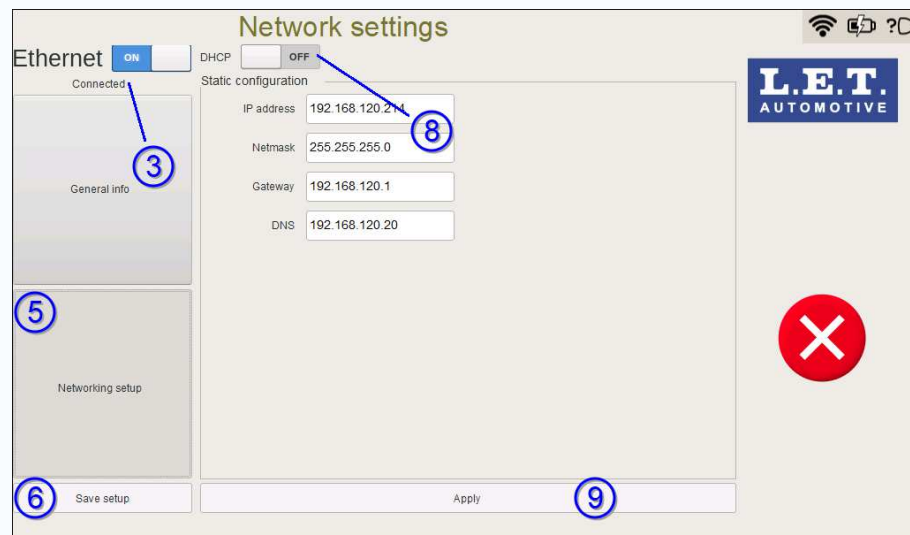 Network settings
?
Ethernet ON
DHCP OFF
Connected
Static configuration
L.E.T.
AUTOMOTIVE
IP address 192.168.120.214
8
Netmask 255.255.255.0
3
General info
Gateway 192.168.120.1
DNS 192.168.120.20
5
Networking setup
6 Save setup
Apply 9